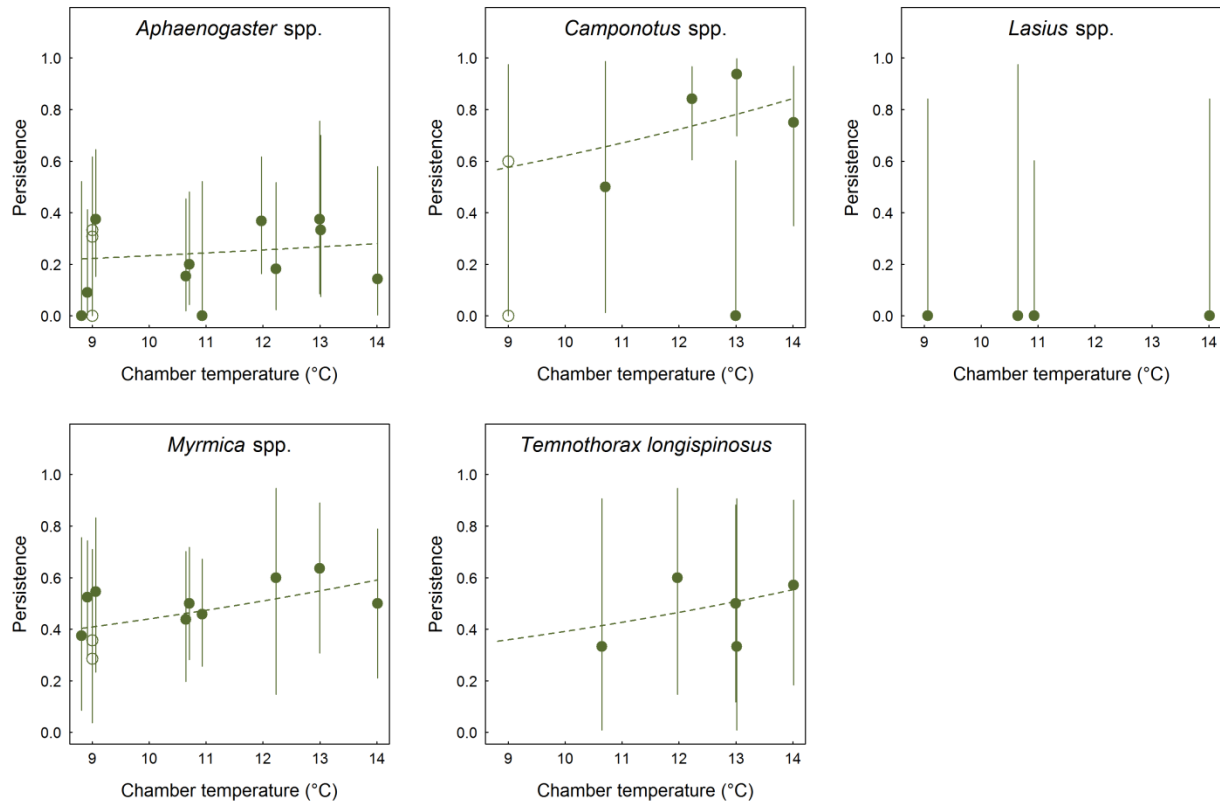 Aphaenogaster spp.
Persistence
1.0
0.8
0.6
0.4
0.2
0.0
9 10 11 12 13 14
Chamber temperature (°C)
Camponotus spp.
Persistence
1.0
0.8
0.6
0.4
0.2
0.0
9 10 11 12 13 14
Chamber temperature (°C)
Lasius spp.
Persistence
1.0
0.8
0.6
0.4
0.2
0.0
9 10 11 12 13 14
Chamber temperature (°C)
Myrmica spp.
Persistence
1.0
0.8
0.6
0.4
0.2
0.0
9 10 11 12 13 14
Chamber temperature (°C)
Temnothorax longispinosus
Persistence
1.0
0.8
0.6
0.4
0.2
0.0
9 10 11 12 13 14
Chamber temperature (°C)